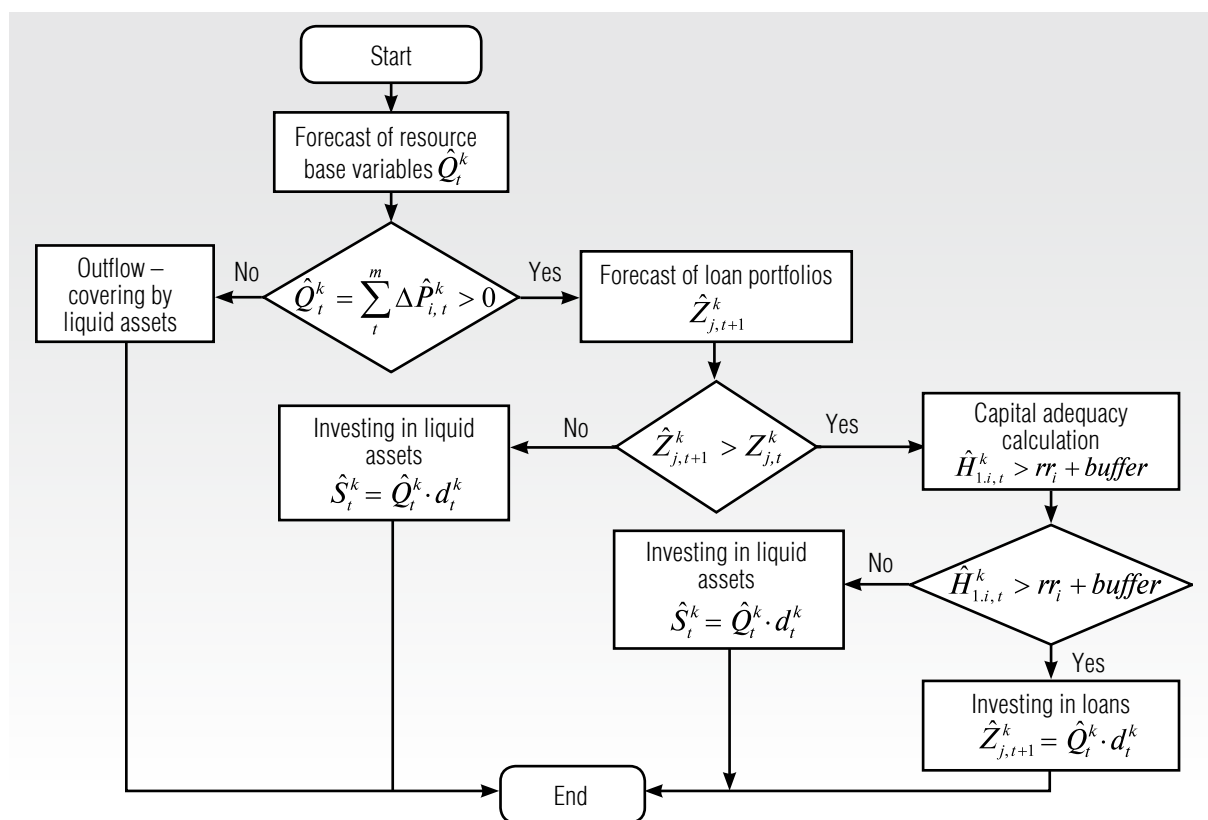 Start
Forecast of resource
base variables Q̂ₜᵏ
No
Yes
Outflow –
covering by
liquid assets
Q̂ₜᵏ = ∑ₜᵐ ΔP̂ᵢ,ₜᵏ > 0
Forecast of loan portfolios
Ẑⱼ,ₜ₊₁ᵏ
Investing in liquid
assets
Ŝₜᵏ = Q̂ₜᵏ · dₜᵏ
No
Ẑⱼ,ₜ₊₁ᵏ > Zⱼ,ₜᵏ
Yes
Capital adequacy
calculation
Ĥ₁.ᵢ,ₜᵏ > rrᵢ + buffer
Investing in liquid
assets
Ŝₜᵏ = Q̂ₜᵏ · dₜᵏ
No
Ĥ₁.ᵢ,ₜᵏ > rrᵢ + buffer
Yes
Investing in loans
Ẑⱼ,ₜ₊₁ᵏ = Q̂ₜᵏ · dₜᵏ
End